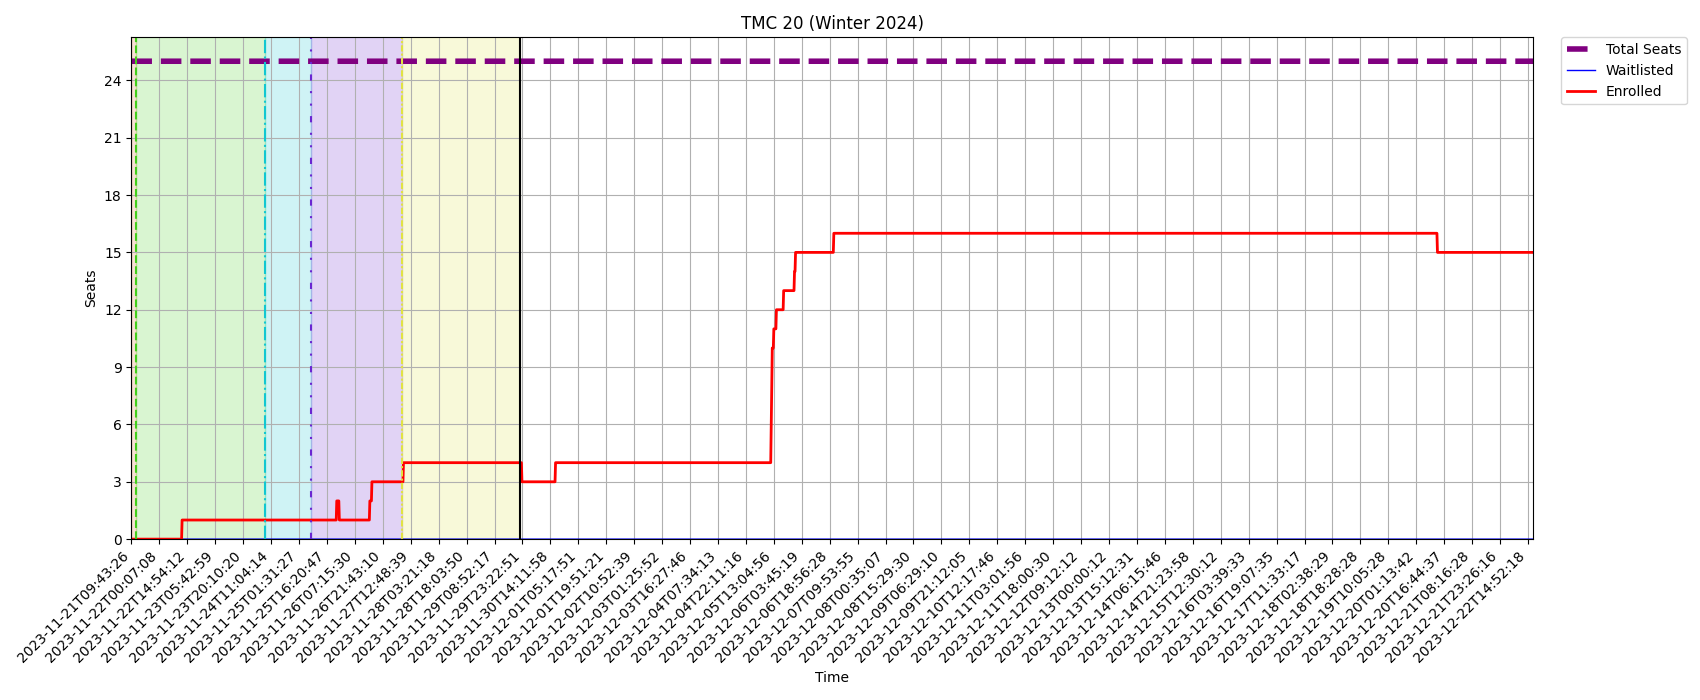 TMC 20 (Winter 2024)
Total Seats
Waitlisted
Enrolled
Seats
24
21
18
15
12
9
6
3
0
2023-11-21T09:43:26
2023-11-22T00:07:08
2023-11-22T14:54:12
2023-11-23T05:42:59
2023-11-23T20:10:20
2023-11-24T11:04:14
2023-11-25T01:31:27
2023-11-25T16:20:47
2023-11-26T07:15:30
2023-11-26T21:43:10
2023-11-27T12:48:39
2023-11-28T03:21:18
2023-11-28T18:03:50
2023-11-29T08:52:17
2023-11-29T23:22:51
2023-11-30T14:11:58
2023-12-01T05:17:51
2023-12-01T19:51:21
2023-12-02T10:52:39
2023-12-03T01:25:52
2023-12-03T16:27:46
2023-12-04T07:34:13
2023-12-04T22:11:16
2023-12-05T13:04:56
2023-12-06T03:45:19
2023-12-06T18:56:28
2023-12-07T09:53:55
2023-12-08T00:35:07
2023-12-08T15:29:30
2023-12-09T06:29:10
2023-12-09T21:12:05
2023-12-10T12:17:46
2023-12-11T03:01:56
2023-12-11T18:00:30
2023-12-12T09:12:12
2023-12-13T00:00:12
2023-12-13T15:12:31
2023-12-14T06:15:46
2023-12-14T21:23:58
2023-12-15T12:30:12
2023-12-16T03:39:33
2023-12-16T19:07:35
2023-12-17T11:33:17
2023-12-18T02:38:29
2023-12-18T18:28:28
2023-12-19T10:05:28
2023-12-20T01:13:42
2023-12-20T16:44:37
2023-12-21T08:16:28
2023-12-21T23:26:16
2023-12-22T14:52:18
Time